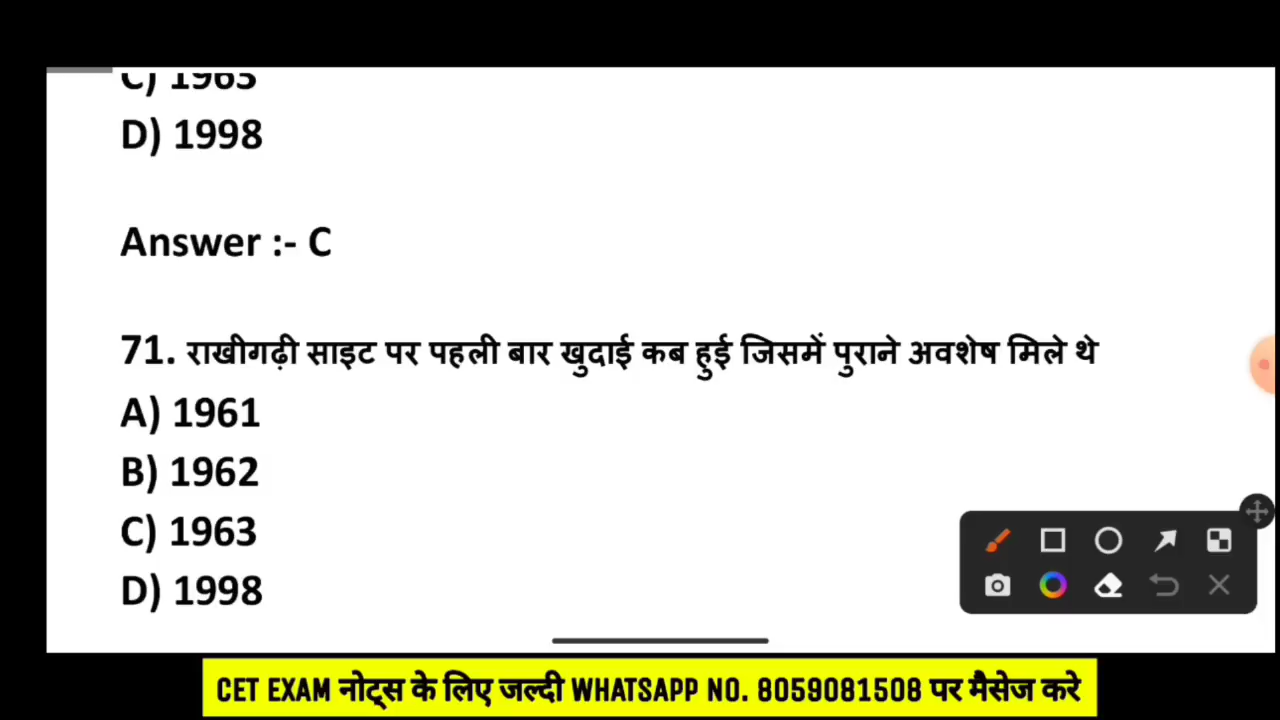 C) 1963
D) 1998
Answer :- C
71. राखीगढ़ी साइट पर पहली बार खुदाई कब हुई जिसमें पुराने अवशेष मिले थे
A) 1961
B) 1962
C) 1963
D) 1998
CET EXAM नोट्स के लिए जल्दी WHATSAPP NO. 8059081508 पर मैसेज करे